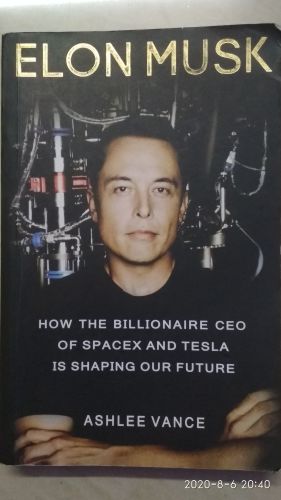 ELON MUSK
HOW THE BILLIONAIRE CEO
OF SPACEX AND TESLA
IS SHAPING OUR FUTURE
ASHLEE VANCE
2020-8-6 20:40